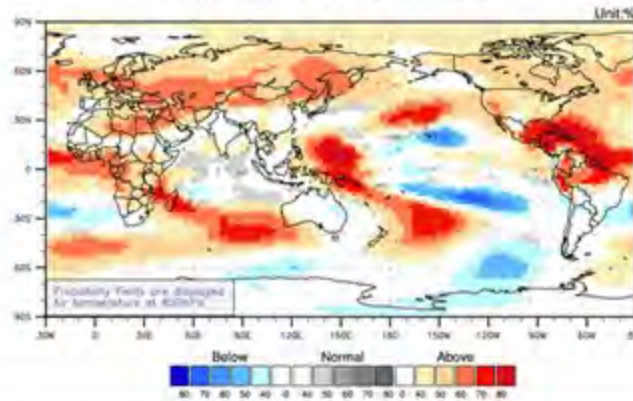 Unit:%
90N
60N
30N
0
30S
60S
90S
Probability fields are displayed
Air temperature at 850hPa
30W 0 30E 60E 90E 120E 150E 180 150W 120W 90W 60W
Below Normal Above
80 70 60 50 40 0 40 50 60 70 80 0 40 50 60 70 80